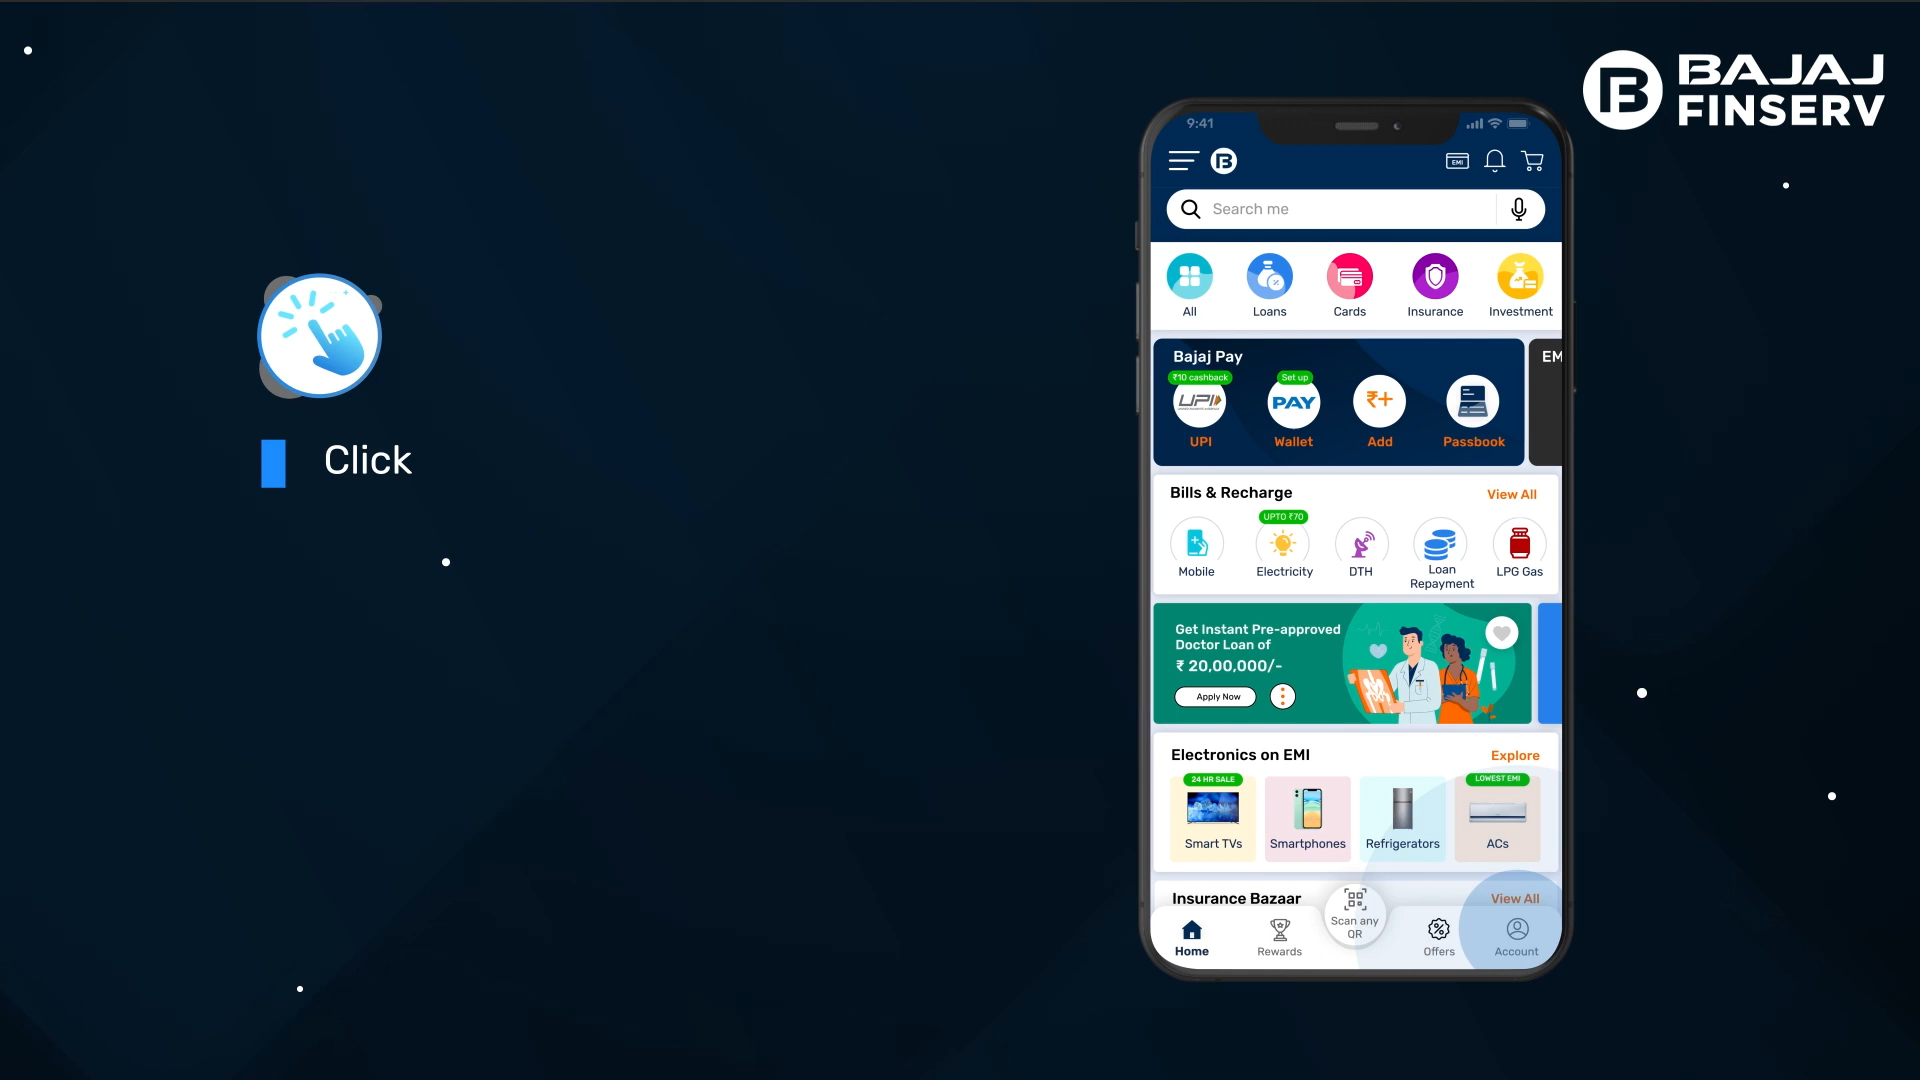 BAJAJ
FINSERV
Click
9:41
EMI
Search me
All
Loans
Cards
Insurance
Investment
Bajaj Pay
EM
₹10 cashback
Set up
UPI
PAY
₹+
UPI
Wallet
Add
Passbook
Bills & Recharge
View All
UPTO ₹70
Mobile
Electricity
DTH
Loan
Repayment
LPG Gas
Get Instant Pre-approved
Doctor Loan of
₹ 20,00,000/-
Apply Now
Electronics on EMI
Explore
24 HR SALE
LOWEST EMI
Smart TVs
Smartphones
Refrigerators
ACs
Insurance Bazaar
View All
Scan any
QR
Home
Rewards
Offers
Account